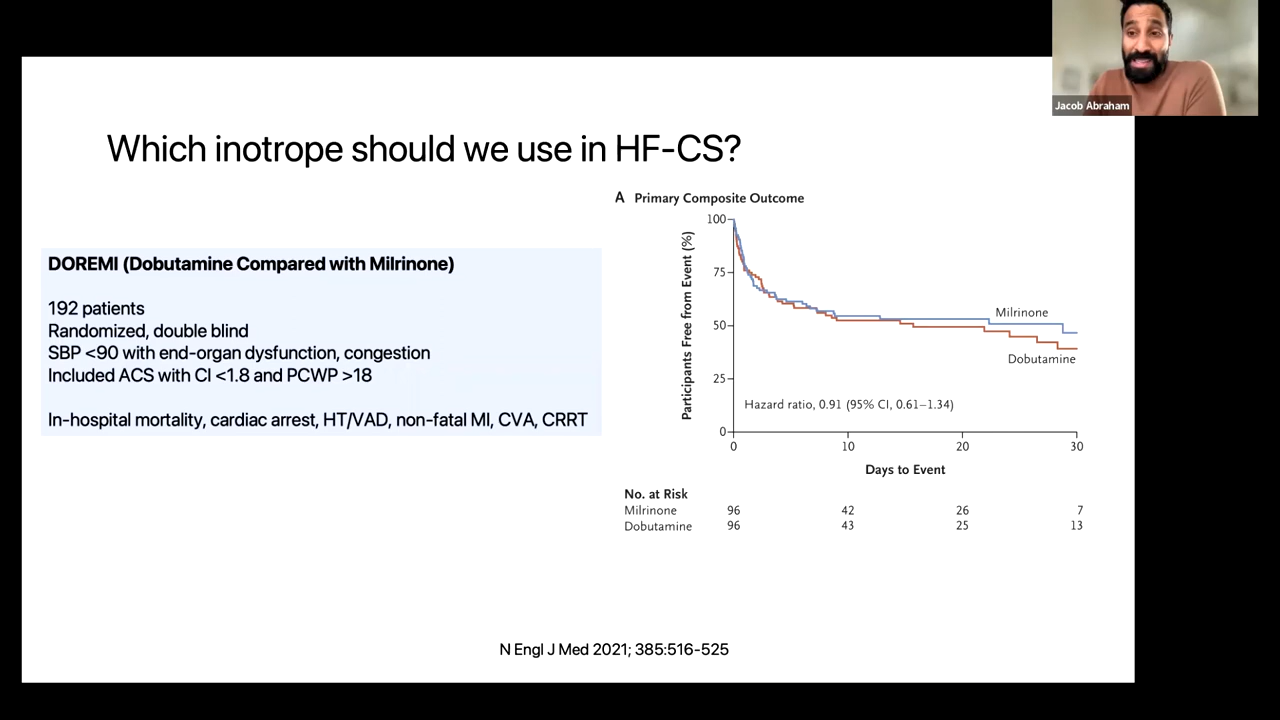 Jacob Abraham
Which inotrope should we use in HF-CS?
DOREMI (Dobutamine Compared with Milrinone)
192 patients
Randomized, double blind
SBP <90 with end-organ dysfunction, congestion
Included ACS with CI <1.8 and PCWP >18
In-hospital mortality, cardiac arrest, HT/VAD, non-fatal MI, CVA, CRRT
A Primary Composite Outcome
Participants Free from Event (%)
100
75
50
25
0
Milrinone
Dobutamine
Hazard ratio, 0.91 (95% CI, 0.61–1.34)
0 10 20 30
Days to Event
No. at Risk
Milrinone 96 42 26 7
Dobutamine 96 43 25 13
N Engl J Med 2021; 385:516-525